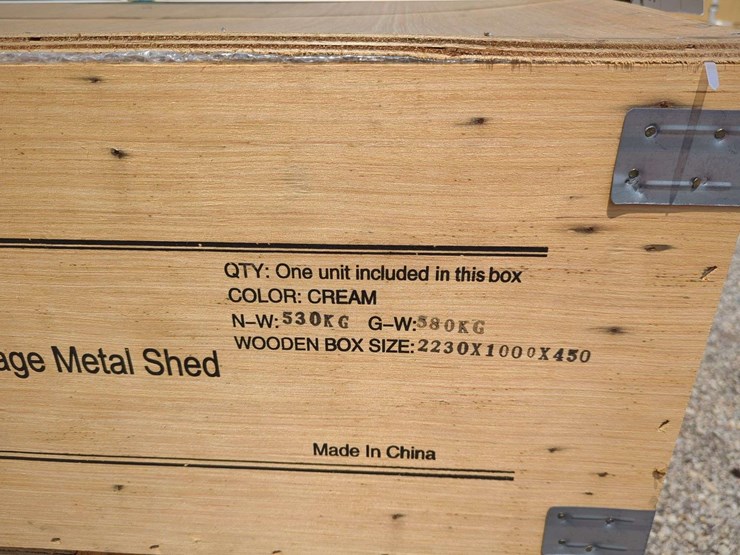 QTY: One unit included in this box
COLOR: CREAM
N-W:530KG G-W:580KG
WOODEN BOX SIZE:2230X1000X450
age Metal Shed
Made In China